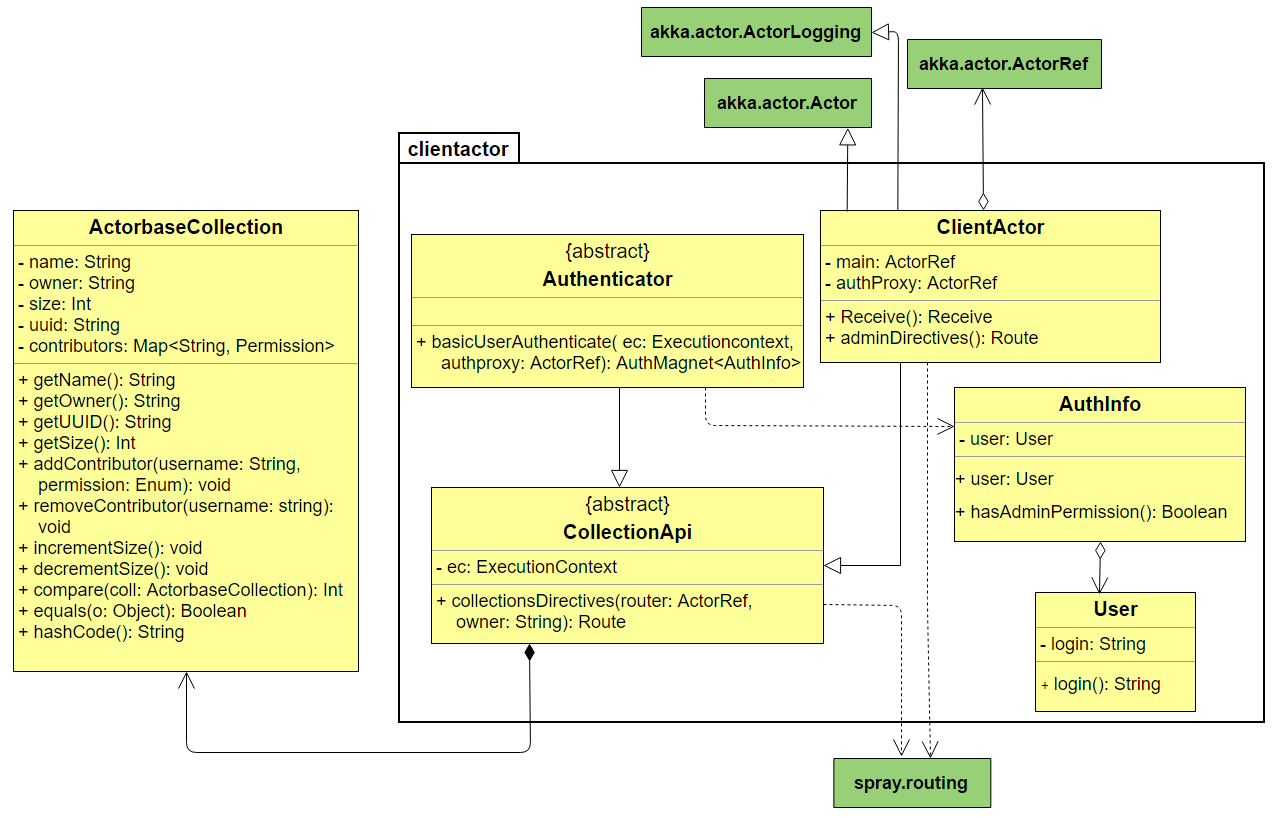 akka.actor.ActorLogging
akka.actor.ActorRef
akka.actor.Actor
clientactor
ActorbaseCollection
- name: String
- owner: String
- size: Int
- uuid: String
- contributors: Map<String, Permission>
+ getName(): String
+ getOwner(): String
+ getUUID(): String
+ getSize(): Int
+ addContributor(username: String,
permission: Enum): void
+ removeContributor(username: string):
void
+ incrementSize(): void
+ decrementSize(): void
+ compare(coll: ActorbaseCollection): Int
+ equals(o: Object): Boolean
+ hashCode(): String
{abstract}
Authenticator
+ basicUserAuthenticate( ec: Executioncontext,
authproxy: ActorRef): AuthMagnet<AuthInfo>
ClientActor
- main: ActorRef
- authProxy: ActorRef
+ Receive(): Receive
+ adminDirectives(): Route
AuthInfo
- user: User
+ user: User
+ hasAdminPermission(): Boolean
{abstract}
CollectionApi
- ec: ExecutionContext
+ collectionsDirectives(router: ActorRef,
owner: String): Route
User
- login: String
+ login(): String
spray.routing